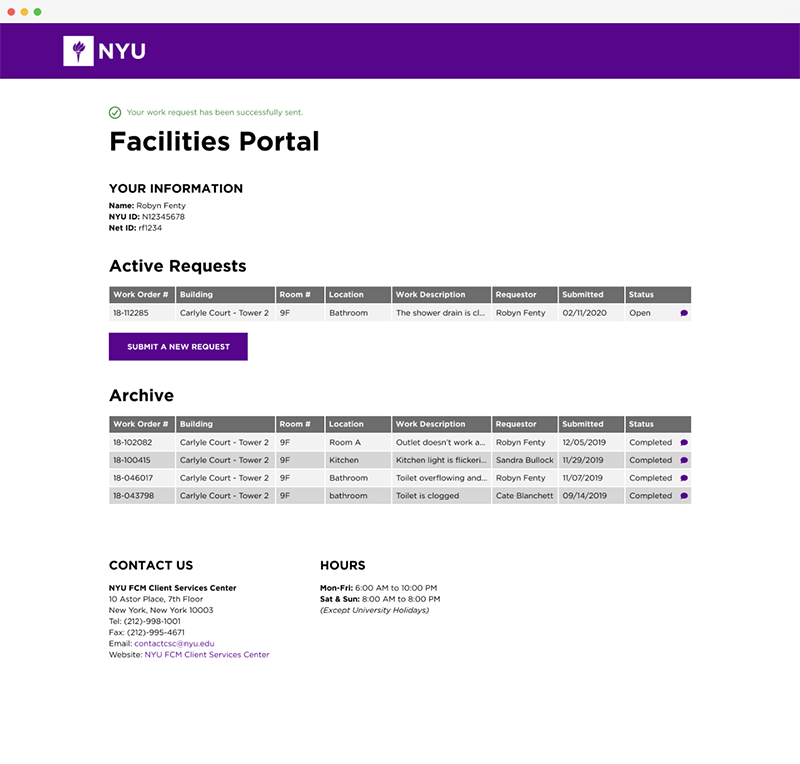 NYU
Your work request has been successfully sent.
Facilities Portal
YOUR INFORMATION
Name: Robyn Fenty
NYU ID: N12345678
Net ID: rf1234
Active Requests
Work Order # Building Room # Location Work Description Requestor Submitted Status
18-112285 Carlyle Court - Tower 2 9F Bathroom The shower drain is cl... Robyn Fenty 02/11/2020 Open
SUBMIT A NEW REQUEST
Archive
Work Order # Building Room # Location Work Description Requestor Submitted Status
18-102082 Carlyle Court - Tower 2 9F Room A Outlet doesn't work a... Robyn Fenty 12/05/2019 Completed
18-100415 Carlyle Court - Tower 2 9F Kitchen Kitchen light is flickeri... Sandra Bullock 11/29/2019 Completed
18-046017 Carlyle Court - Tower 2 9F Bathroom Toilet overflowing and... Robyn Fenty 11/07/2019 Completed
18-043798 Carlyle Court - Tower 2 9F bathroom Toilet is clogged Cate Blanchett 09/14/2019 Completed
CONTACT US
NYU FCM Client Services Center
10 Astor Place, 7th Floor
New York, New York 10003
Tel: (212)-998-1001
Fax: (212)-995-4671
Email: contactcsc@nyu.edu
Website: NYU FCM Client Services Center
HOURS
Mon-Fri: 6:00 AM to 10:00 PM
Sat & Sun: 8:00 AM to 8:00 PM
(Except University Holidays)